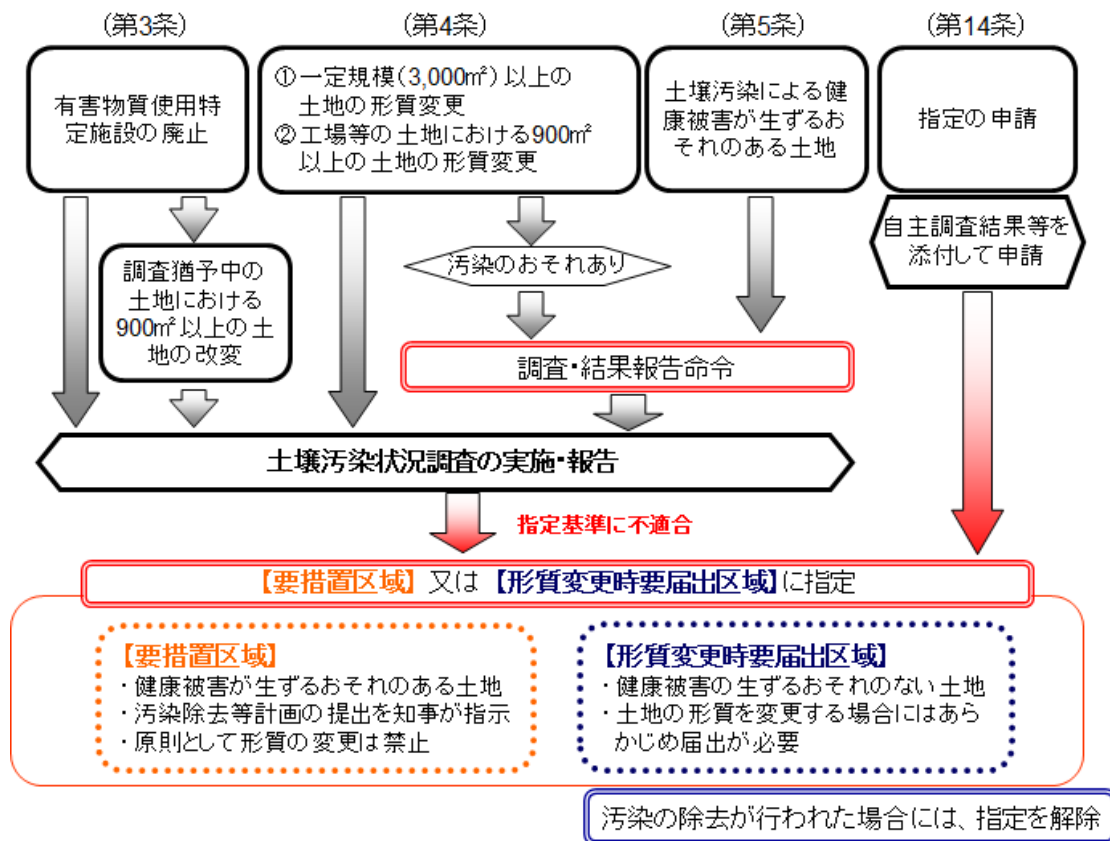 (第3条)
(第4条)
(第5条)
(第14条)
有害物質使用特
定施設の廃止
① 一定規模(3,000㎡)以上の
土地の形質変更
② 工場等の土地における900㎡
以上の土地の形質変更
土壌汚染による健
康被害が生ずるお
それのある土地
指定の申請
自主調査結果等を
添付して申請
調査猶予中の
土地における
900㎡以上の土
地の改変
汚染のおそれあり
調査・結果報告命令
土壌汚染状況調査の実施・報告
指定基準に不適合
【要措置区域】又は【形質変更時要届出区域】に指定
【要措置区域】
・健康被害が生ずるおそれのある土地
・汚染除去等計画の提出を知事が指示
・原則として形質の変更は禁止
【形質変更時要届出区域】
・健康被害の生ずるおそれのない土地
・土地の形質を変更する場合にはあら
かじめ届出が必要
汚染の除去が行われた場合には、指定を解除